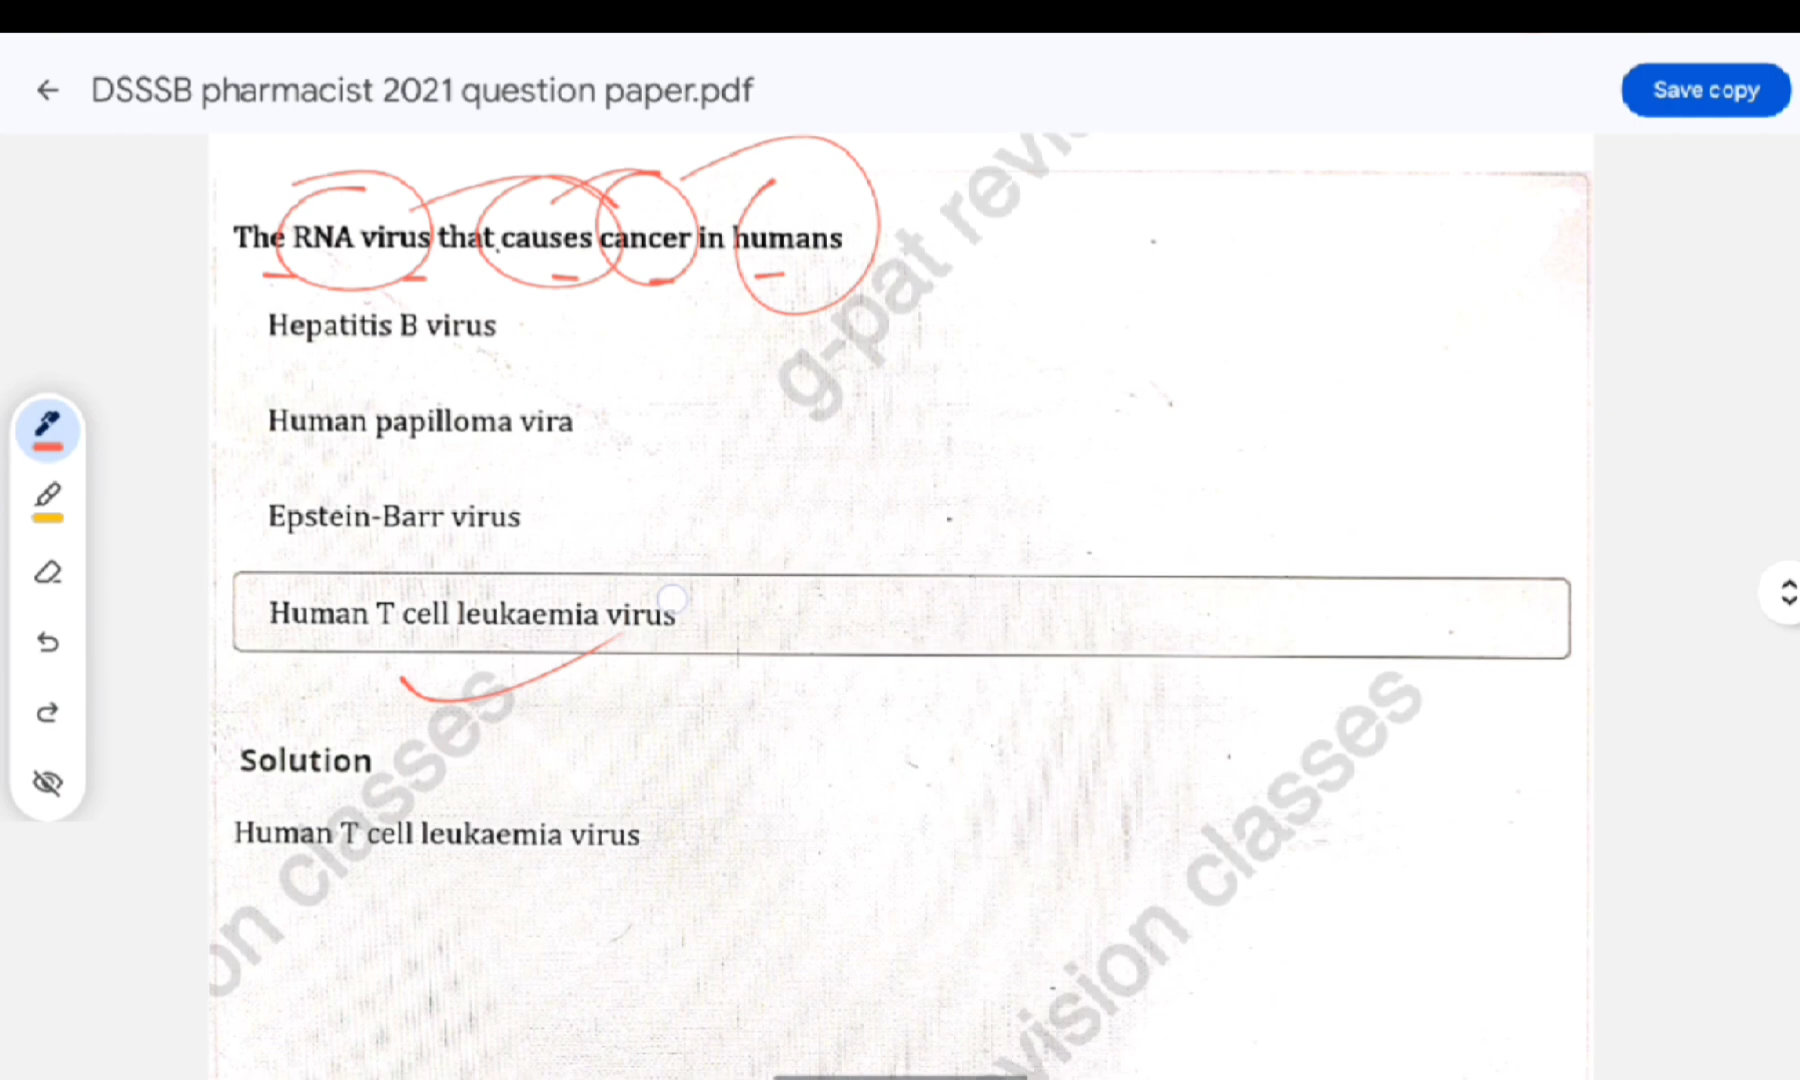 DSSSB pharmacist 2021 question paper.pdf
Save copy
The RNA virus that causes cancer in humans
Hepatitis B virus
Human papilloma vira
Epstein-Barr virus
Human T cell leukaemia virus
Solution
Human T cell leukaemia virus
g-pat revi
on classes
vision classes